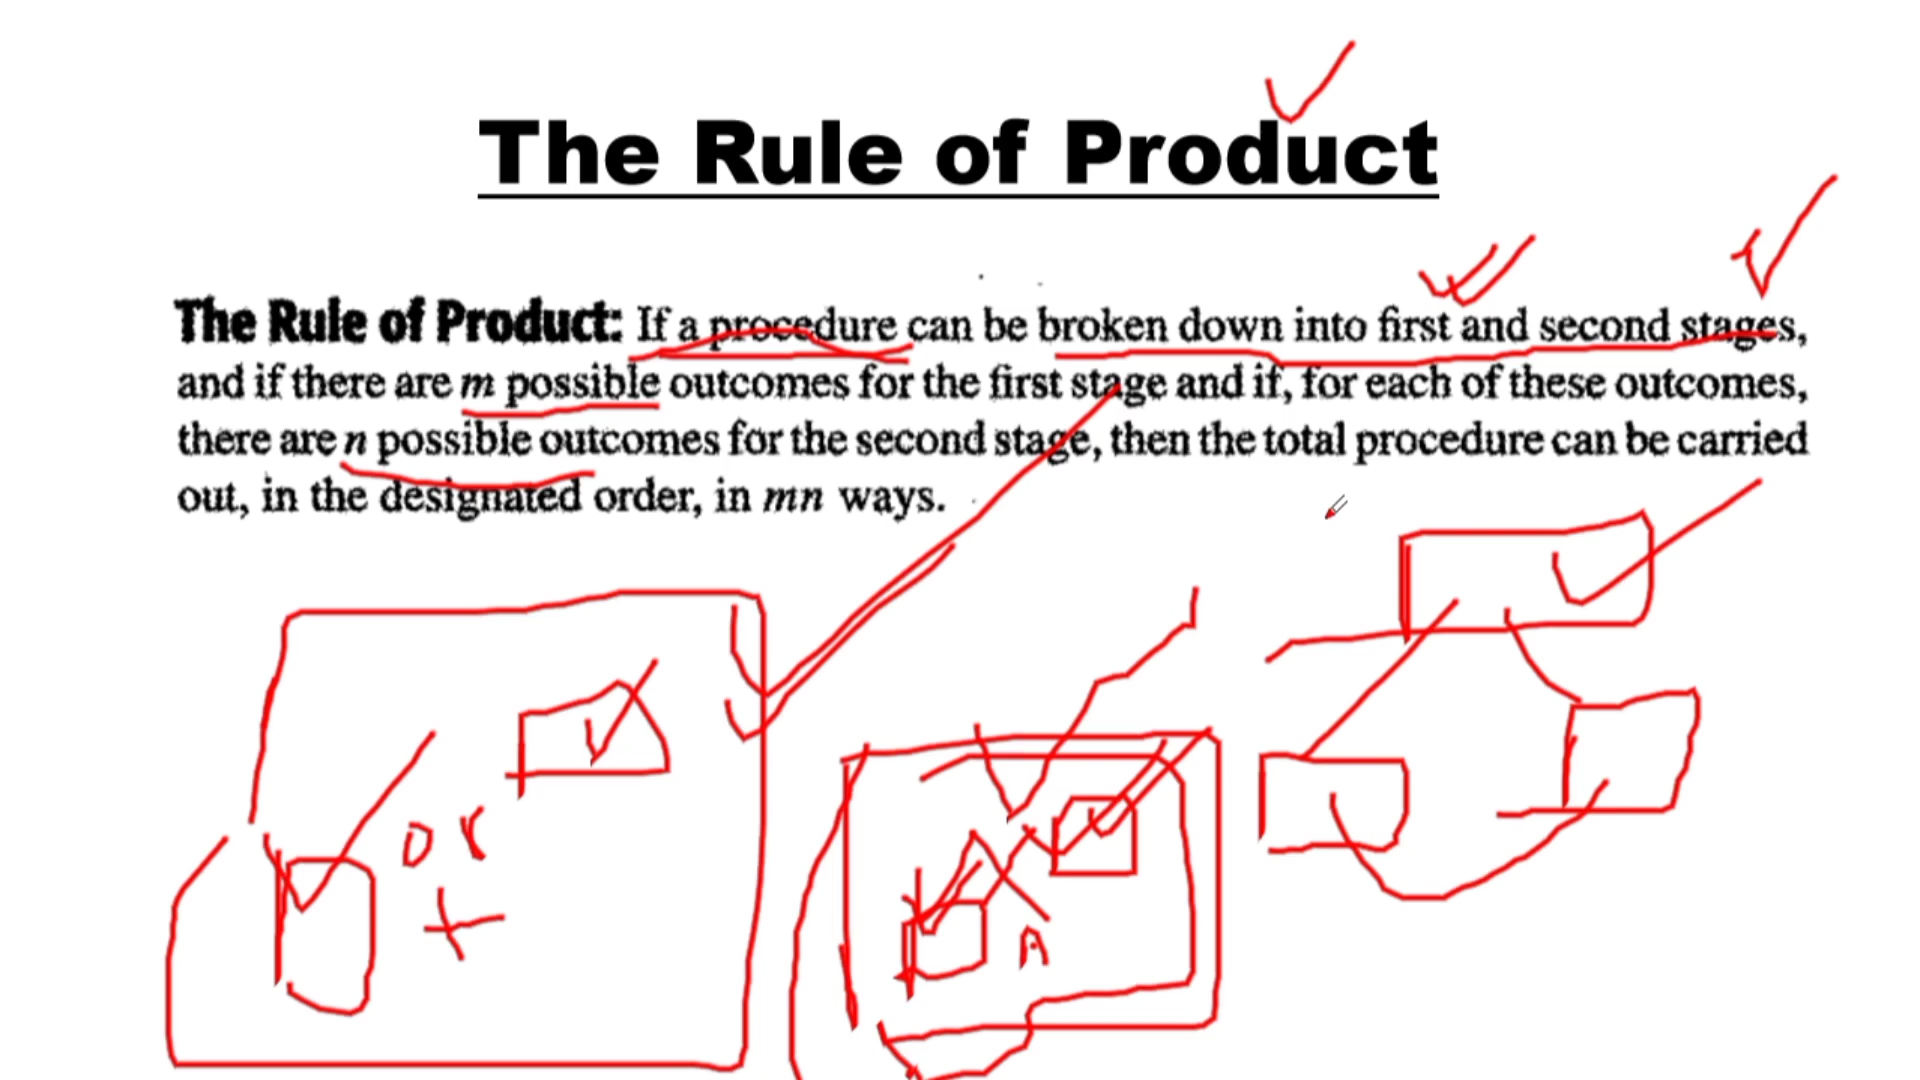 The Rule of Product
The Rule of Product: If a procedure can be broken down into first and second stages,
and if there are m possible outcomes for the first stage and if, for each of these outcomes,
there are n possible outcomes for the second stage, then the total procedure can be carried
out, in the designated order, in mn ways.
or
+
A